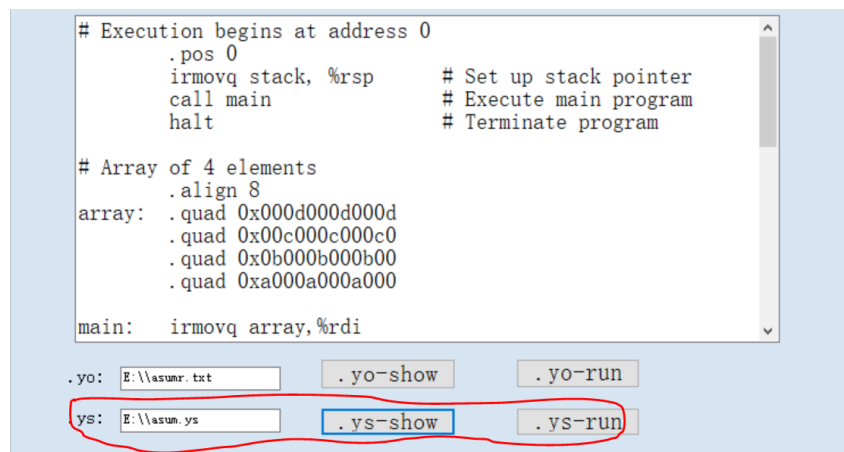 # Execution begins at address 0
.pos 0
irmovq stack, %rsp # Set up stack pointer
call main # Execute main program
halt # Terminate program
# Array of 4 elements
.align 8
array: .quad 0x000d000d000d
.quad 0x00c000c000c0
.quad 0x0b000b000b00
.quad 0xa000a000a000
main: irmovq array,%rdi
.yo: E:\\asumr.txt .yo-show .yo-run
.ys: E:\\asum.ys .ys-show .ys-run